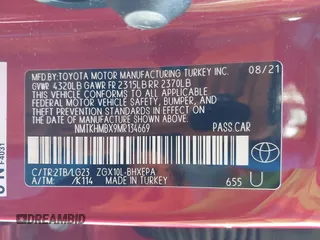 MFD BY:TOYOTA MOTOR MANUFACTURING TURKEY INC. 08/21
GVWR 4320LB GAWR FR 2315LB RR 2370LB
THIS VEHICLE CONFORMS TO ALL APPLICABLE FEDERAL MOTOR
VEHICLE SAFETY, BUMPER, AND THEFT PREVENTION
STANDARDS IN EFFECT ON THE DATE OF MANUFACTURE
SHOWN ABOVE.
NMTKHMBX9MR134669 PASS.CAR
C/TR:2TB/LG23 ZGX10L-BHXEPA
A/TM: /K114 MADE IN TURKEY 655 U
F4031
DREAMBID